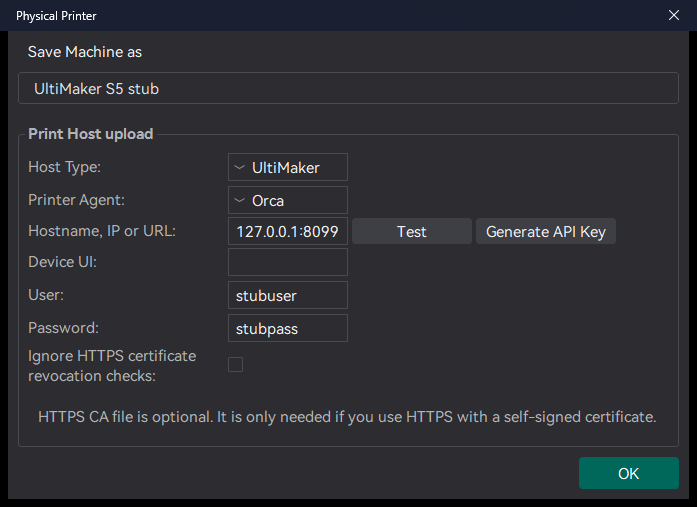 Physical Printer
Save Machine as
UltiMaker S5 stub
Print Host upload
Host Type: UltiMaker
Printer Agent: Orca
Hostname, IP or URL: 127.0.0.1:8099 Test Generate API Key
Device UI:
User: stubuser
Password: stubpass
Ignore HTTPS certificate
revocation checks:
HTTPS CA file is optional. It is only needed if you use HTTPS with a self-signed certificate.
OK